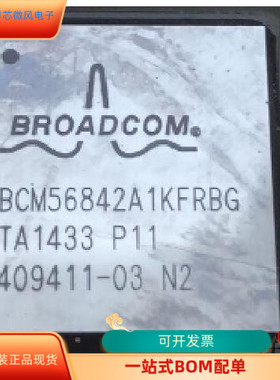 芯微风电子
BROADCOM®
BCM56842A1KFRBG
TA1433 P11
409411-03 N2
装正品现货
可开发票
一站式BOM配单